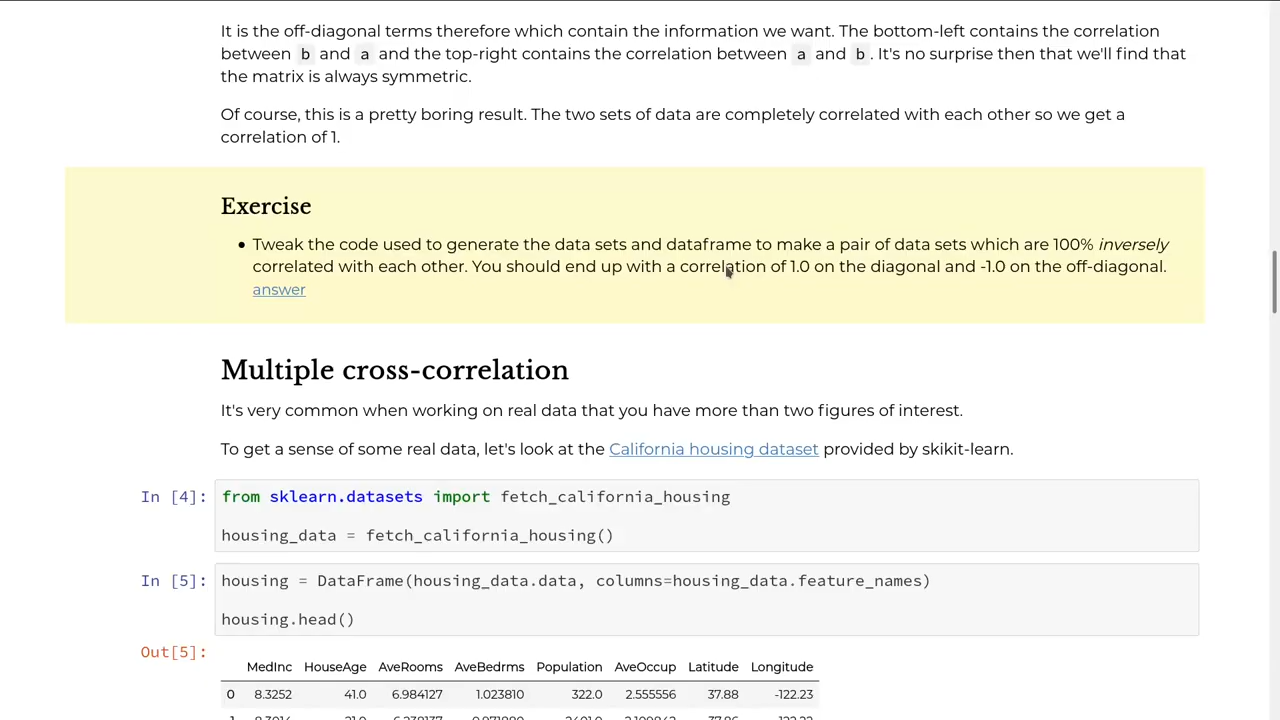 It is the off-diagonal terms therefore which contain the information we want. The bottom-left contains the correlation
between b and a and the top-right contains the correlation between a and b. It's no surprise then that we'll find that
the matrix is always symmetric.
Of course, this is a pretty boring result. The two sets of data are completely correlated with each other so we get a
correlation of 1.
Exercise
• Tweak the code used to generate the data sets and dataframe to make a pair of data sets which are 100% inversely
correlated with each other. You should end up with a correlation of 1.0 on the diagonal and -1.0 on the off-diagonal.
answer
Multiple cross-correlation
It's very common when working on real data that you have more than two figures of interest.
To get a sense of some real data, let's look at the California housing dataset provided by skikit-learn.
In [4]: from sklearn.datasets import fetch_california_housing
housing_data = fetch_california_housing()
In [5]: housing = DataFrame(housing_data.data, columns=housing_data.feature_names)
housing.head()
Out[5]:
MedInc HouseAge AveRooms AveBedrms Population AveOccup Latitude Longitude
0 8.3252 41.0 6.984127 1.023810 322.0 2.555556 37.88 -122.23